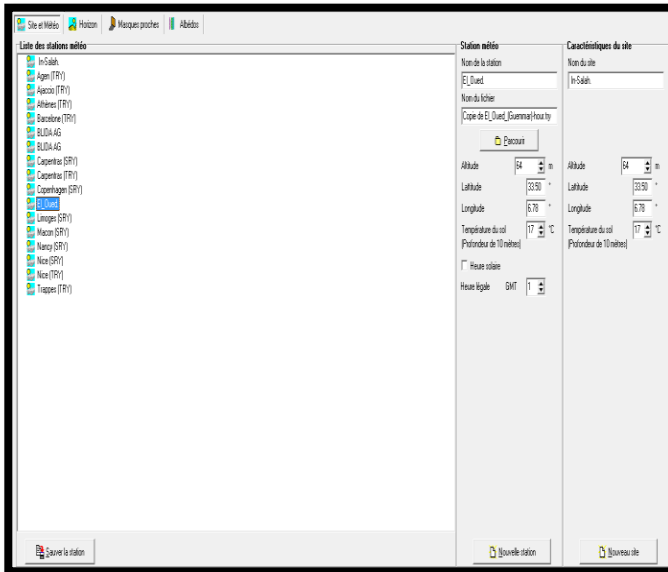 Site et Météo Horizon Masques proches Albédos
Liste des stations météo
In-Salah.
Agen (TRY)
Ajaccio (TRY)
Athènes (TRY)
Barcelone (TRY)
BLIDA AG
BLIDA AG
Carpentras (SRY)
Carpentras (TRY)
Copenhagen (SRY)
El_Oued.
Limoges (SRY)
Macon (SRY)
Nancy (SRY)
Nice (SRY)
Nice (TRY)
Trappes (TRY)
Sauver la station
Station météo
Nom de la station
El_Oued.
Nom du fichier
Copie de El_Oued_(Guemmar)-hour.try
Parcourir
Altitude 64 m
Latitude 33.50 °
Longitude 6.78 °
Température du sol 17 °C
(Profondeur de 10 mètres)
Heure solaire
Heure légale GMT 1
Nouvelle station
Caractéristiques du site
Nom du site
In-Salah.
Altitude 64 m
Latitude 33.50 °
Longitude 6.78 °
Température du sol 17 °C
(Profondeur de 10 mètres)
Nouveau site